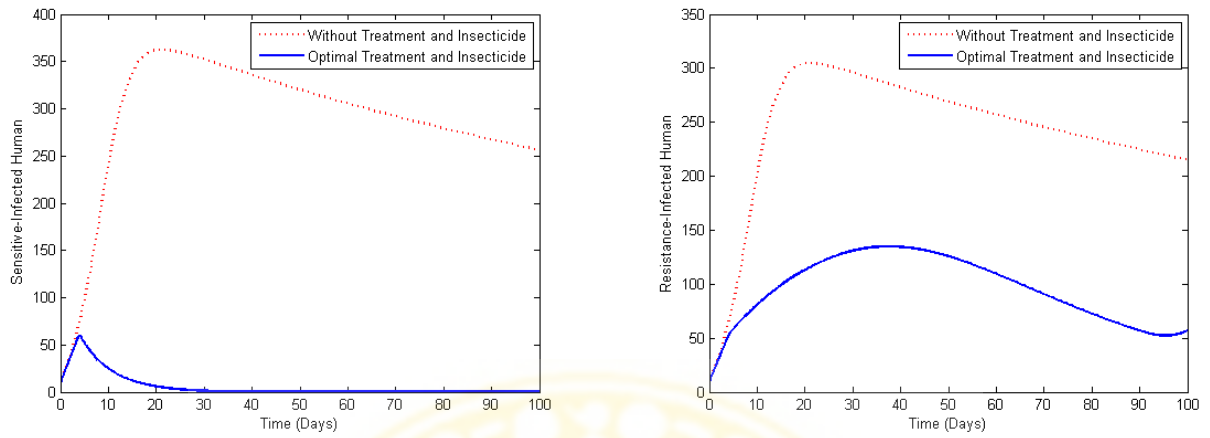 400
350
300
250
200
150
100
50
0
Sensitive-Infected Human
Without Treatment and Insecticide
Optimal Treatment and Insecticide
0 10 20 30 40 50 60 70 80 90 100
Time (Days)
350
300
250
200
150
100
50
0
Resistance-Infected Human
Without Treatment and Insecticide
Optimal Treatment and Insecticide
0 10 20 30 40 50 60 70 80 90 100
Time (Days)